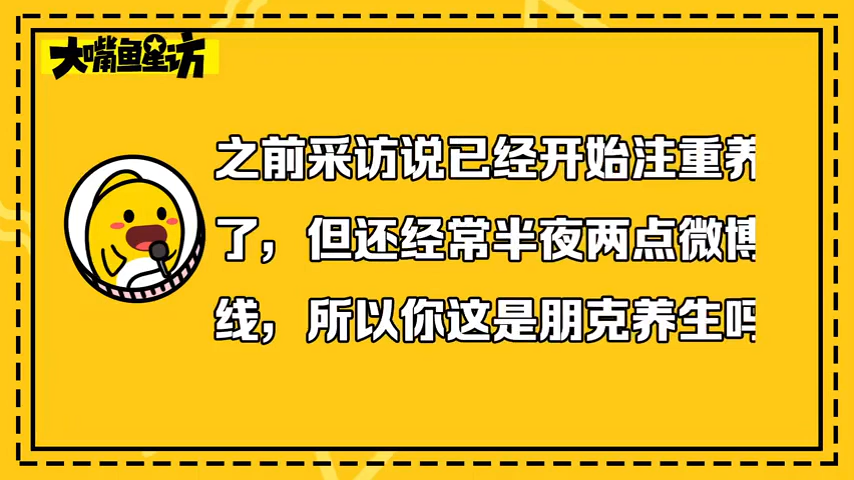 大嘴鱼星访
之前采访说已经开始注重养
了，但还经常半夜两点微博
线，所以你这是朋克养生吗